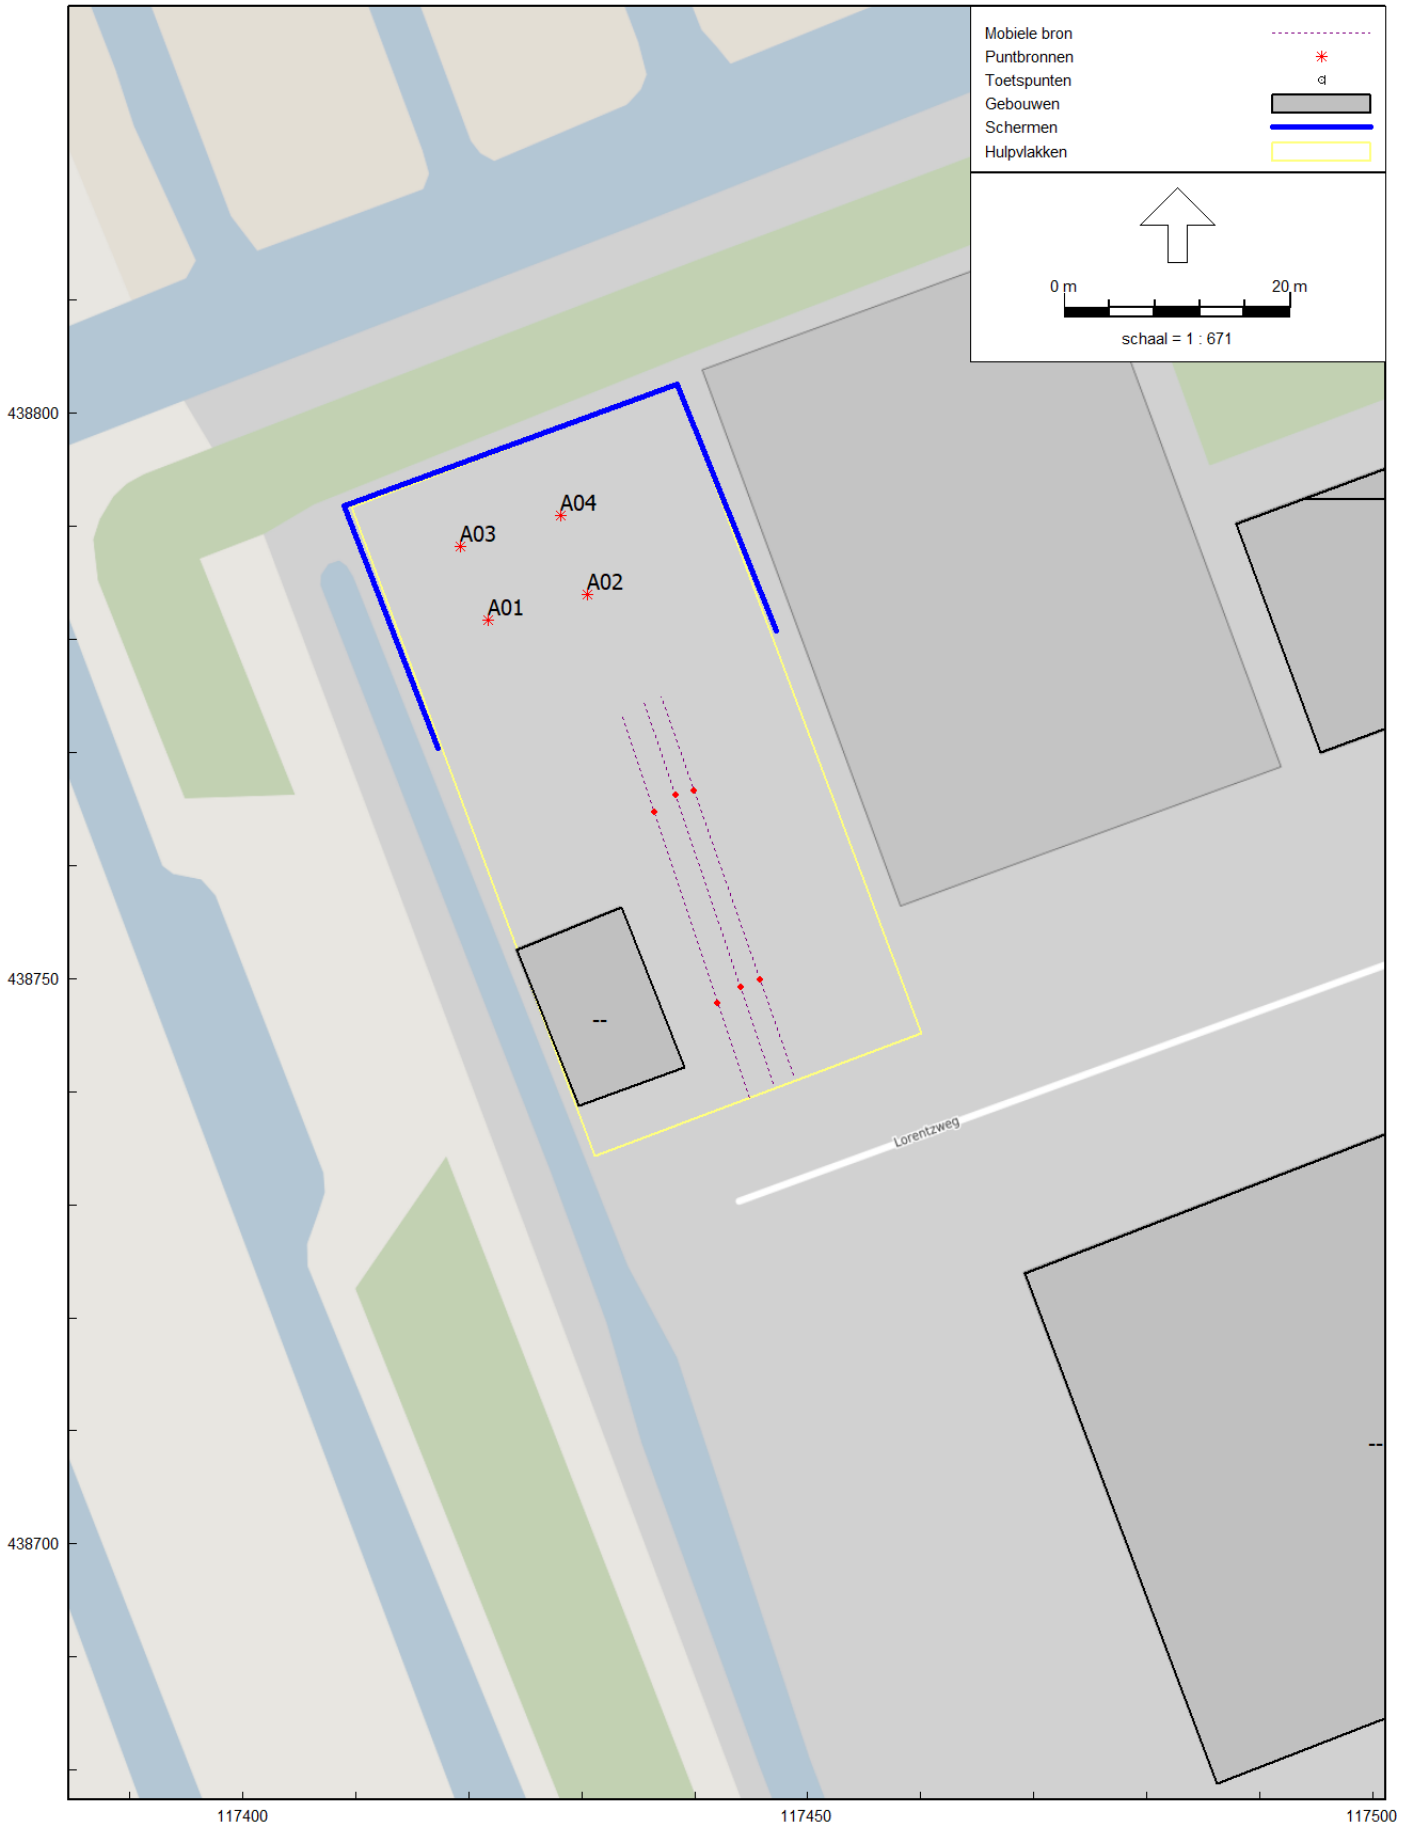 Mobiele bron
Puntbronnen
Toetspunten
Gebouwen
Schermen
Hulpvlakken
0 m 20 m
schaal = 1 : 671
438800
A04
A03
A02
A01
438750
--
Lorentzweg
--
438700
117400 117450 117500